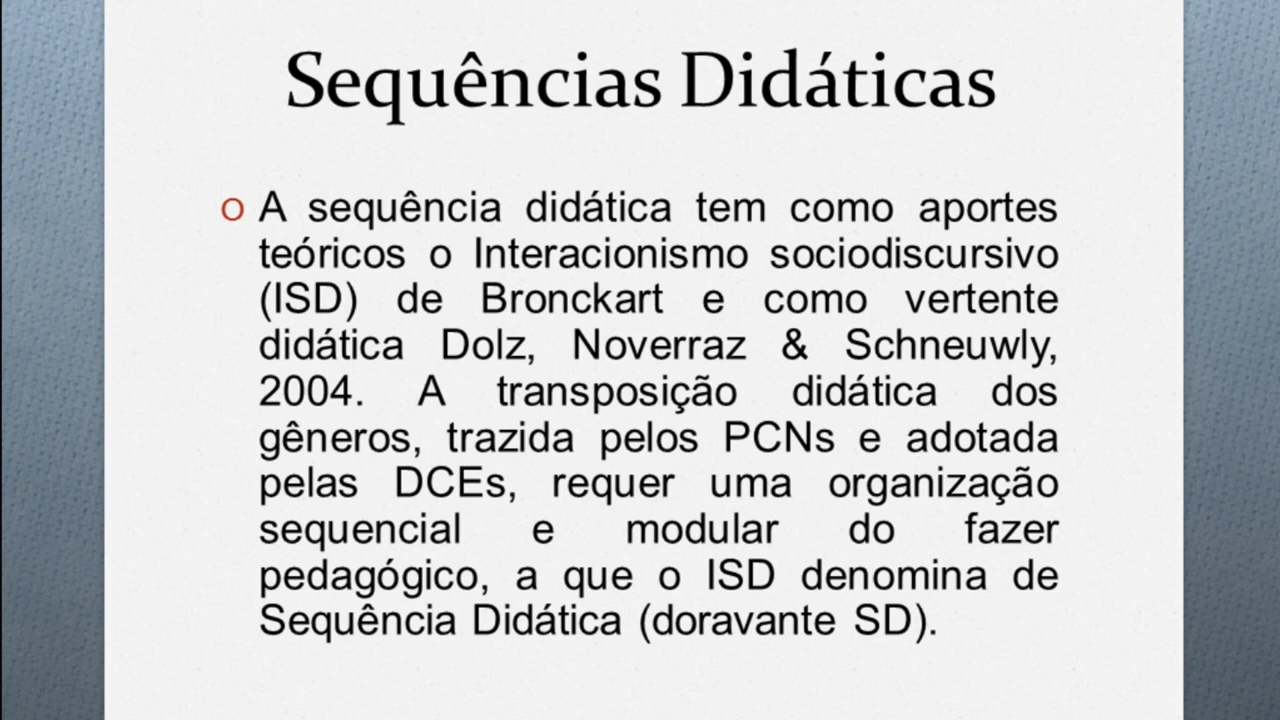 Sequências Didáticas
A sequência didática tem como aportes
teóricos o Interacionismo sociodiscursivo
(ISD) de Bronckart e como vertente
didática Dolz, Noverraz & Schneuwly,
2004. A transposição didática dos
gêneros, trazida pelos PCNs e adotada
pelas DCEs, requer uma organização
sequencial e modular do fazer
pedagógico, a que o ISD denomina de
Sequência Didática (doravante SD).